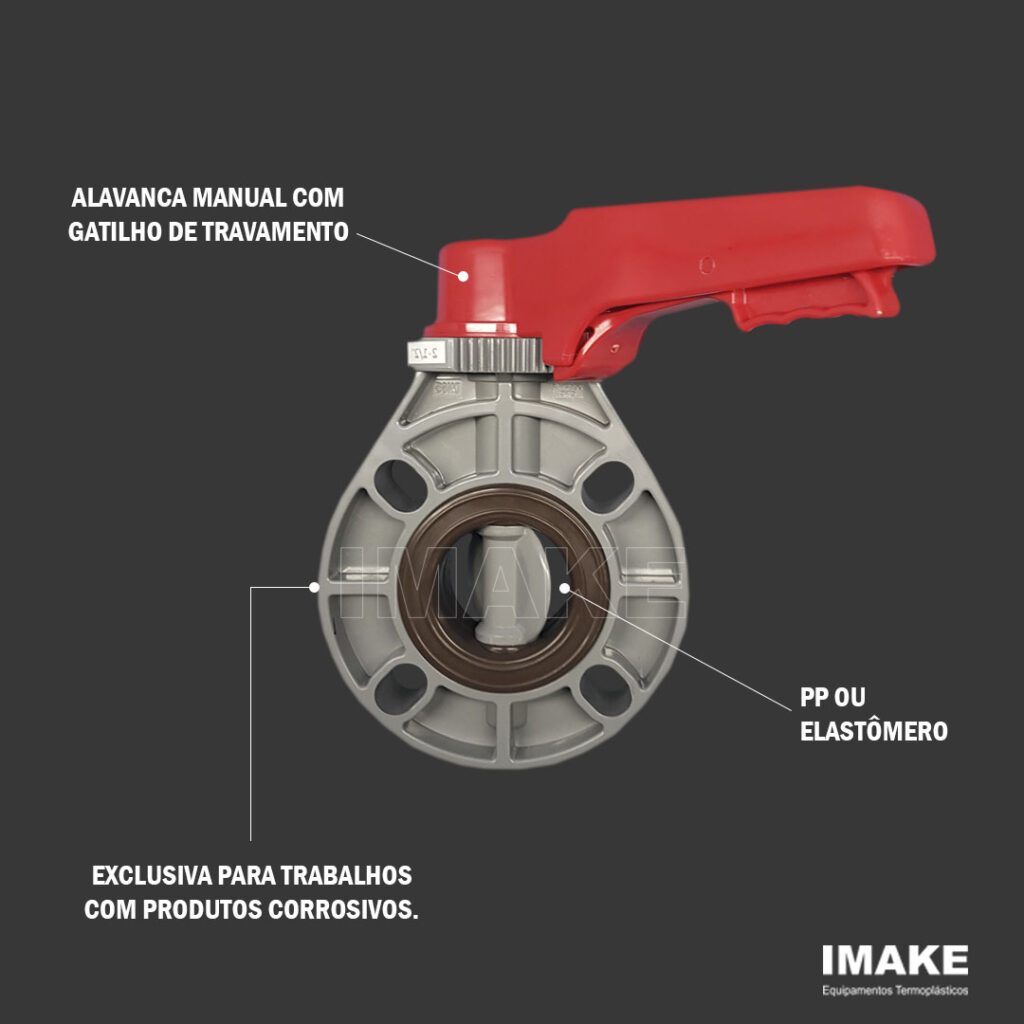 ALAVANCA MANUAL COM
GATILHO DE TRAVAMENTO
2-1/2"
IMAKE
PP OU
ELASTÔMERO
EXCLUSIVA PARA TRABALHOS
COM PRODUTOS CORROSIVOS.
IMAKE
Equipamentos Termoplásticos